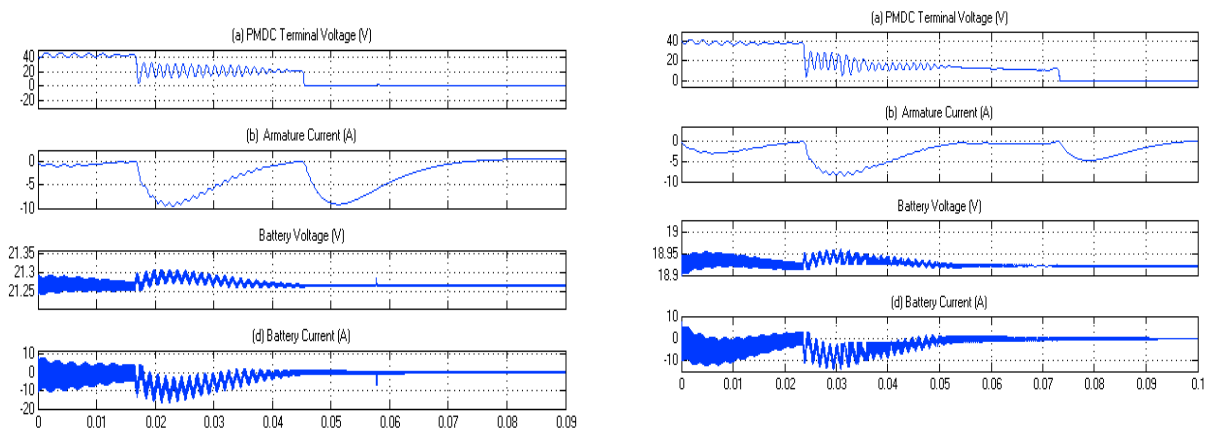 (a) PMDC Terminal Voltage (V)
40
20
0
-20
(b) Armature Current (A)
0
-5
-10
Battery Voltage (V)
21.35
21.3
21.25
(d) Battery Current (A)
10
0
-10
-20
0 0.01 0.02 0.03 0.04 0.05 0.06 0.07 0.08 0.09
(a) PMDC Terminal Voltage (V)
40
20
0
(b) Armature Current (A)
0
-5
-10
Battery Voltage (V)
19
18.95
18.9
(d) Battery Current (A)
10
0
-10
0 0.01 0.02 0.03 0.04 0.05 0.06 0.07 0.08 0.09 0.1